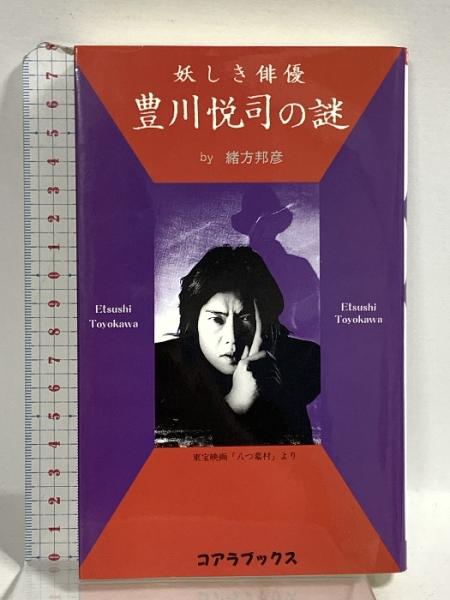 妖しき俳優
豊川悦司の謎
by 緒方邦彦
Etsushi
Toyokawa
Etsushi
Toyokawa
東宝映画「八つ墓村」より
コアラブックス